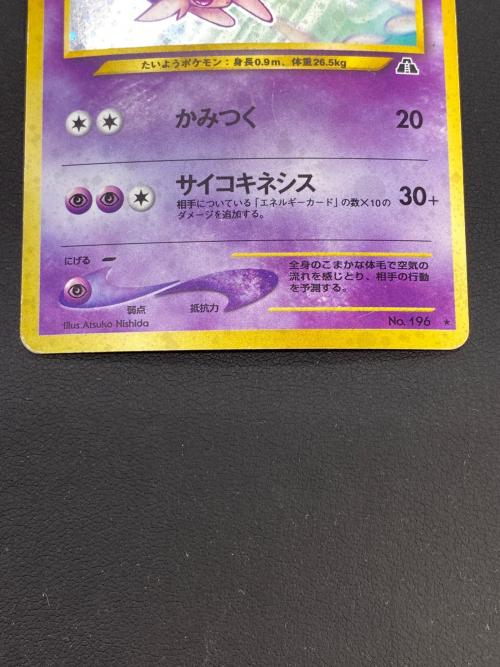 たいようポケモン：身長0.9m、体重26.5kg
かみつく 20
サイコキネシス 30+
相手についている「エネルギーカード」の数×10の
ダメージを追加する。
にげる
弱点 抵抗力
全身のこまかな体毛で空気の
流れを感じとり、相手の行動
を予測する。
Illus.Atsuko Nishida
No. 196 ★